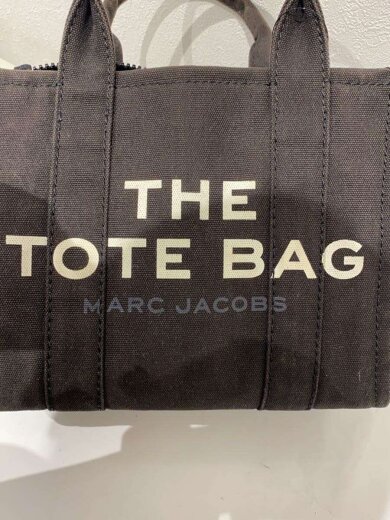 THE
TOTE BAG
MARC JACOBS